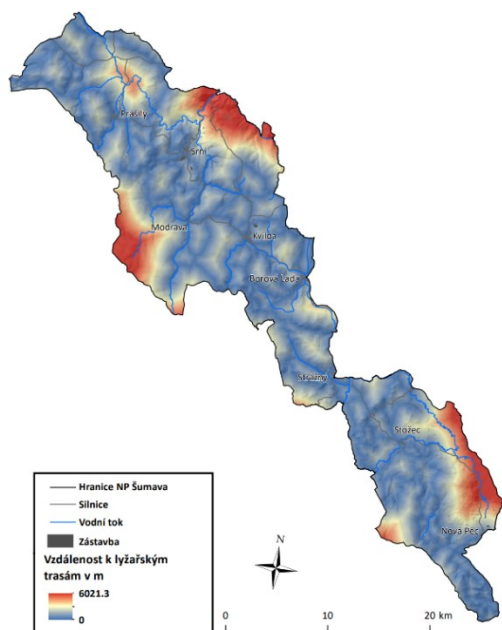 Prášily
Srní
Modrava
Kvilda
Borová Lada
Strážný
Stožec
Nová Pec
Hranice NP Šumava
Silnice
Vodní tok
Zástavba
Vzdálenost k lyžařským
trasám v m
6021.3
0
N
0 10 20 km